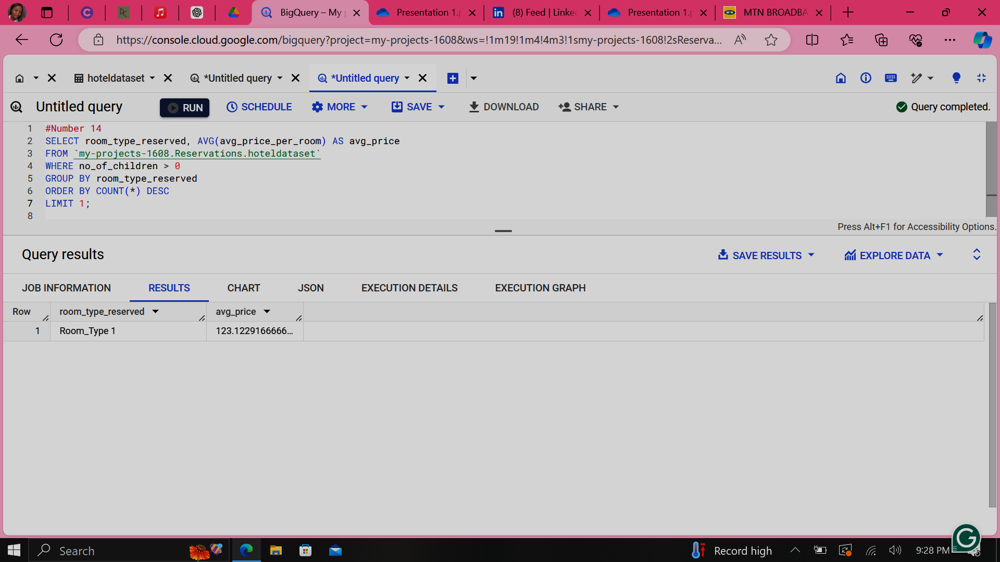 BigQuery – My
Presentation 1.
(8) Feed | Linke
Presentation 1.
MTN BROADBA
https://console.cloud.google.com/bigquery?project=my-projects-1608&ws=!1m19!1m4!4m3!1smy-projects-1608!2sReserva...
hoteldataset
*Untitled query
*Untitled query
Untitled query
RUN
SCHEDULE
MORE
SAVE
DOWNLOAD
SHARE
Query completed.
1 #Number 14
2 SELECT room_type_reserved, AVG(avg_price_per_room) AS avg_price
3 FROM `my-projects-1608.Reservations.hoteldataset`
4 WHERE no_of_children > 0
5 GROUP BY room_type_reserved
6 ORDER BY COUNT(*) DESC
7 LIMIT 1;
8
Press Alt+F1 for Accessibility Options.
Query results
SAVE RESULTS
EXPLORE DATA
JOB INFORMATION
RESULTS
CHART
JSON
EXECUTION DETAILS
EXECUTION GRAPH
Row room_type_reserved avg_price
1 Room_Type 1 123.1229166666...
Search
Record high
9:28 PM